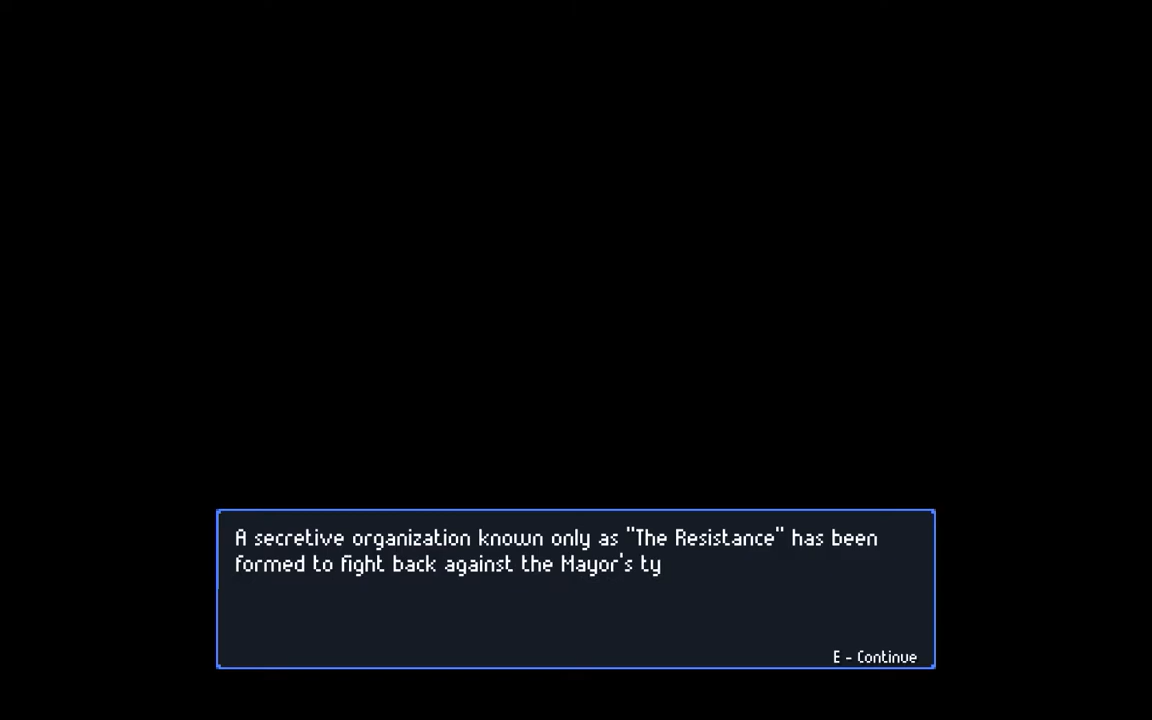 A secretive organization known only as "The Resistance" has been
formed to fight back against the Mayor's ty
E - Continue